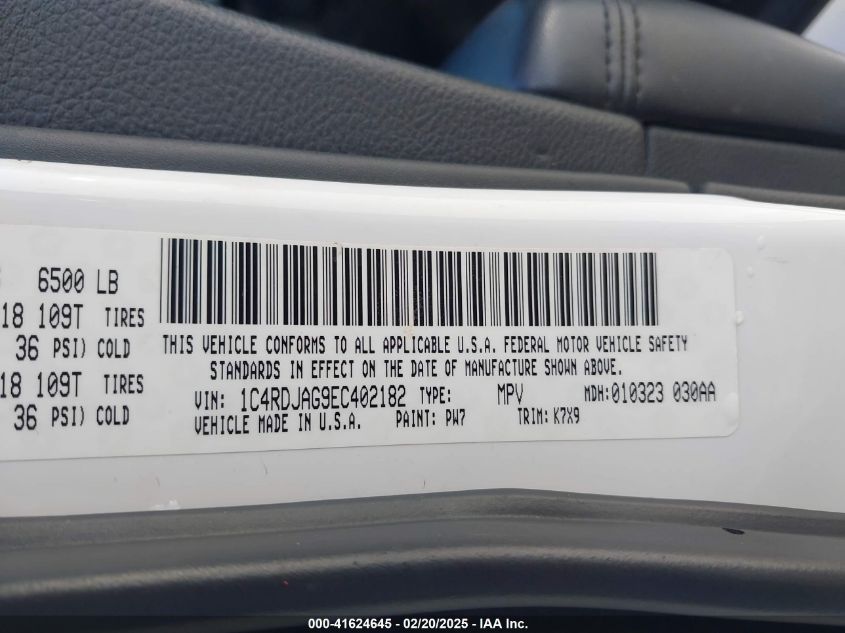 6500 LB
18 109T TIRES
36 PSI) COLD
18 109T TIRES
36 PSI) COLD
THIS VEHICLE CONFORMS TO ALL APPLICABLE U.S.A. FEDERAL MOTOR VEHICLE SAFETY
STANDARDS IN EFFECT ON THE DATE OF MANUFACTURE SHOWN ABOVE.
VIN: 1C4RDJAG9EC402182 TYPE: MPV MDH:010323 030AA
VEHICLE MADE IN U.S.A. PAINT: PW7 TRIM: K7X9
000-41624645 - 02/20/2025 - IAA Inc.